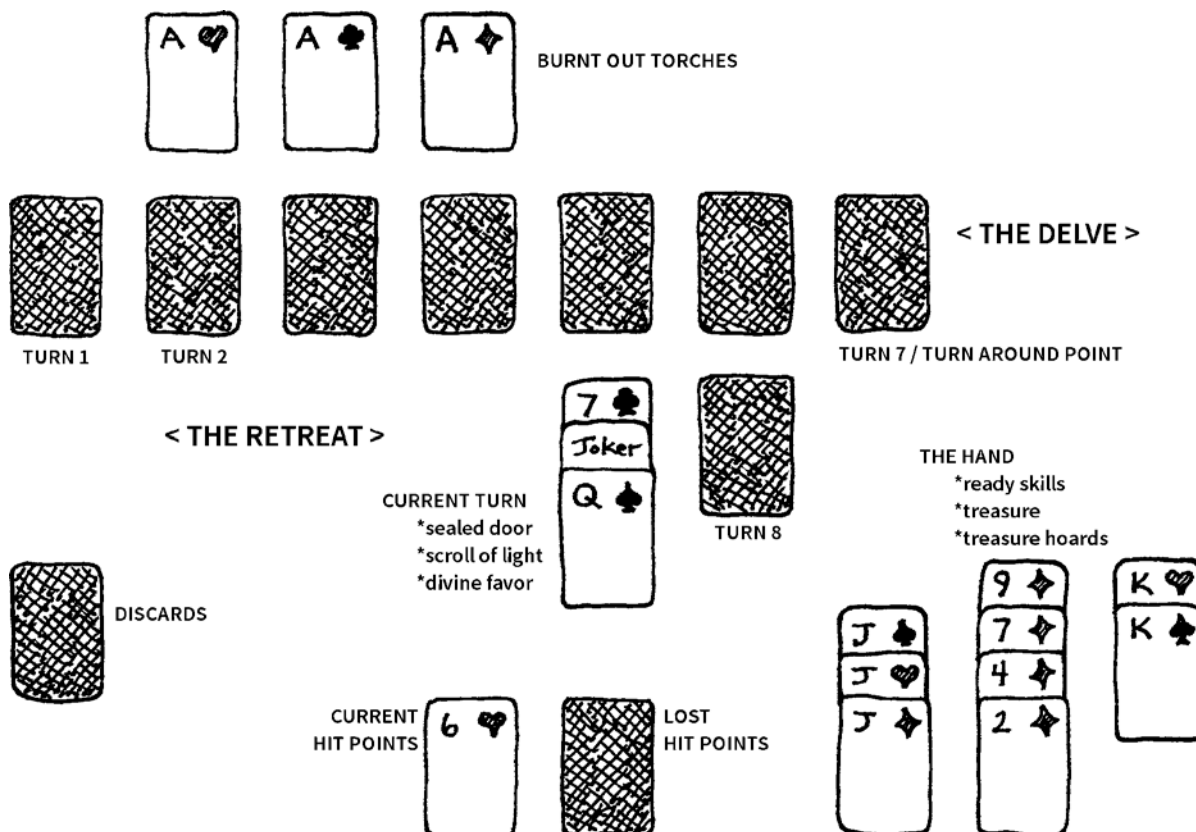 A
A
A
BURNT OUT TORCHES
< THE DELVE >
TURN 1
TURN 2
TURN 7 / TURN AROUND POINT
7
Joker
Q
< THE RETREAT >
CURRENT TURN
*sealed door
*scroll of light
*divine favor
TURN 8
THE HAND
*ready skills
*treasure
*treasure hoards
DISCARDS
9
7
4
2
K
K
J
J
J
CURRENT
HIT POINTS
6
LOST
HIT POINTS